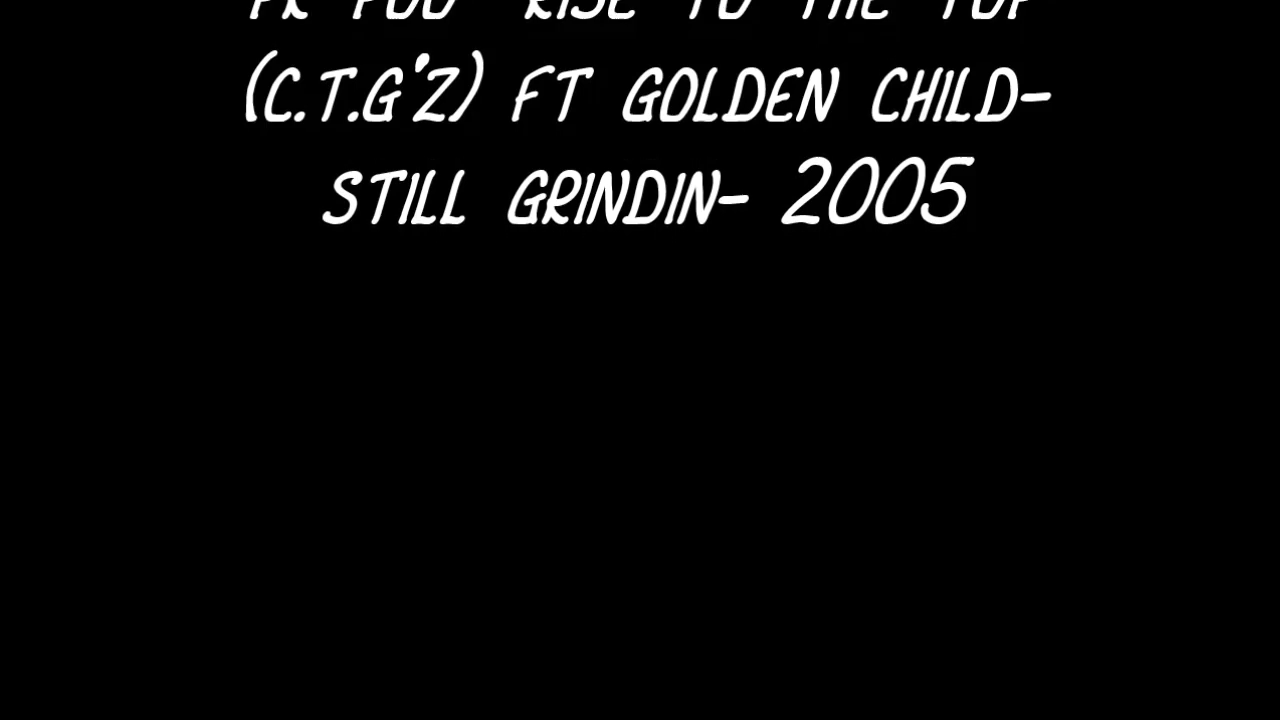 RISE TO THE TOP
(C.T.G'Z) FT GOLDEN CHILD-
STILL GRINDIN- 2005